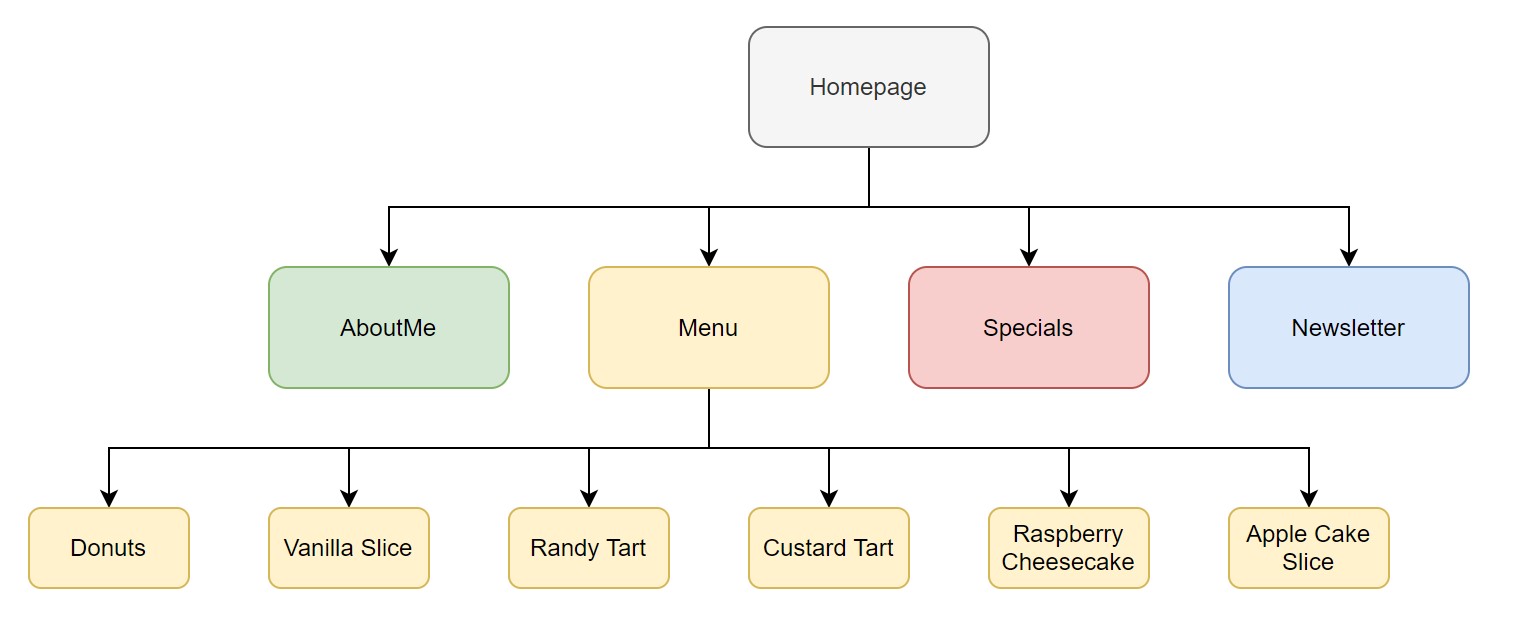 Homepage
AboutMe
Menu
Specials
Newsletter
Donuts
Vanilla Slice
Randy Tart
Custard Tart
Raspberry
Cheesecake
Apple Cake
Slice